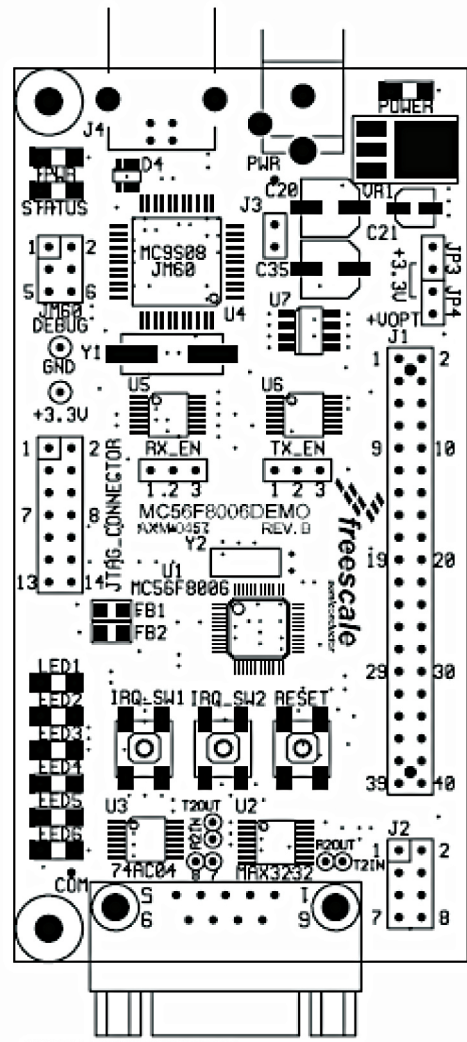 J4
POWER
TPWR
STATUS
D4
PWR
C20
VR1
J3
C21
1 2
MC9S08
JM60
C35
+3.3V
JP3
JP4
5 6
JM60
DEBUG
U4
U7
+VOPT
J1
GND
Y1
1 2
+3.3V
U5
U6
1 2
RX_EN
TX_EN
9 10
1 2 3
1 2 3
7 8
JTAG_CONNECTOR
MC56F8006DEMO
AXM-0457 REV. B
freescale
semiconductor
Y2
19 20
13 14
U1
MC56F8006
FB1
FB2
LED1
LED2
LED3
LED4
LED5
LED6
29 30
IRQ_SW1 IRQ_SW2 RESET
39 40
U3
T2OUT
R2IN
U2
74AC04
8 7
MAX3232
R2OUT
T2IN
J2
1 2
7 8
COM
5 1
9 6